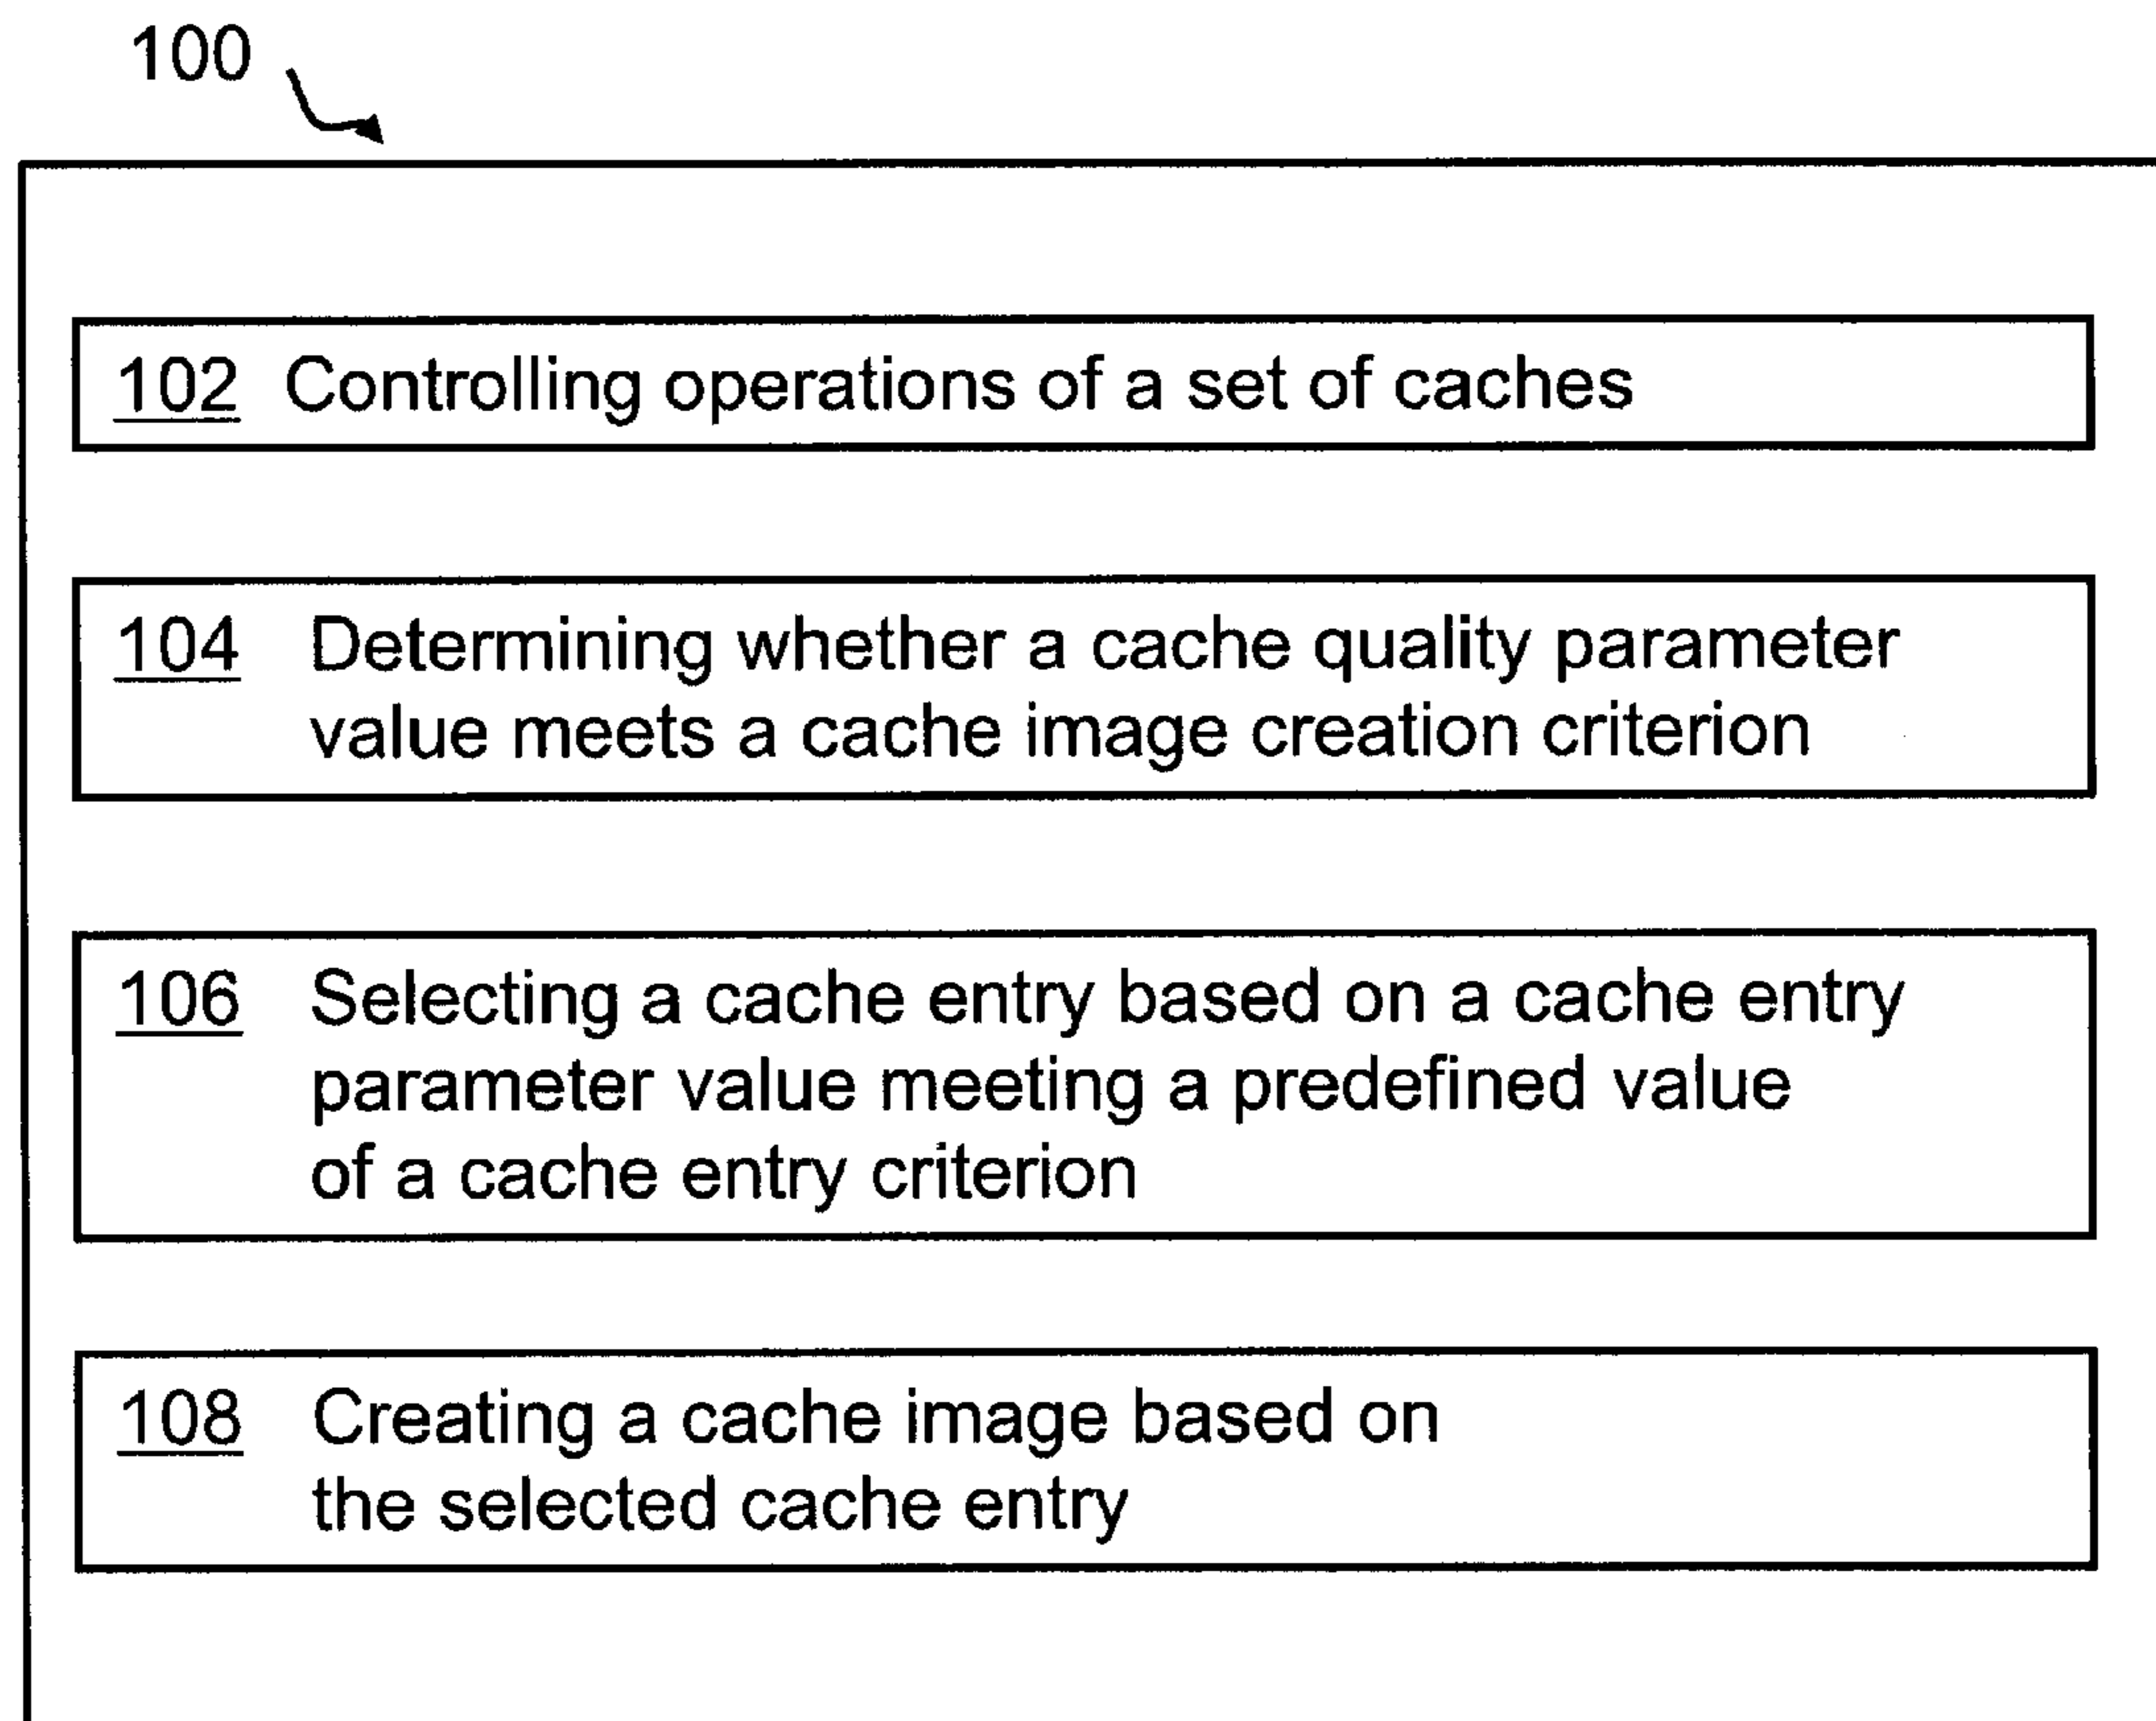 100
102 Controlling operations of a set of caches
104 Determining whether a cache quality parameter
value meets a cache image creation criterion
106 Selecting a cache entry based on a cache entry
parameter value meeting a predefined value
of a cache entry criterion
108 Creating a cache image based on
the selected cache entry